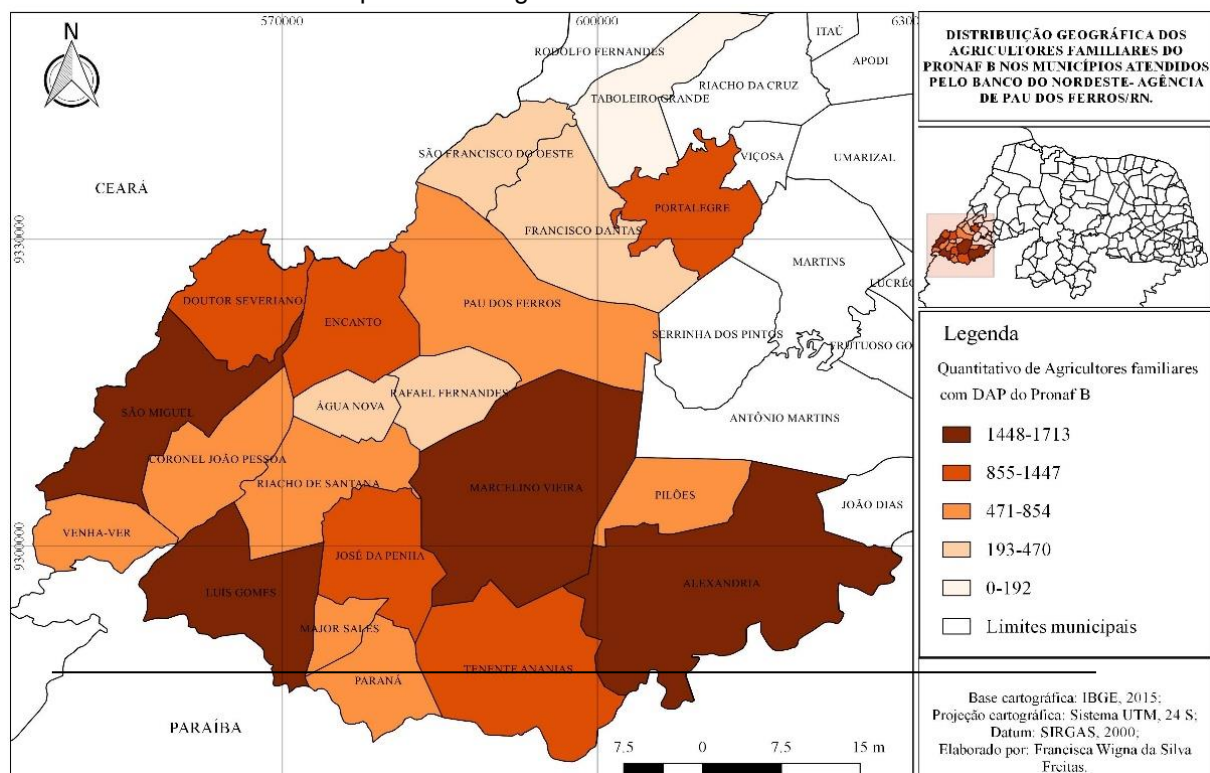 570000
600000
6300
N
RODOLFO FERNANDES
ITAÚ
APODI
RIACHO DA CRUZ
TABOLEIRO GRANDE
SÃO FRANCISCO DO OESTE
VIÇOSA
UMARIZAL
CEARÁ
PORTALEGRE
FRANCISCO DANTAS
9330000
MARTINS
LUCRÉC
DOUTOR SEVERIANO
PAU DOS FERROS
ENCANTO
SERRINHA DOS PINTOS
FRUTUOSO GO
RAFAEL FERNANDES
ÁGUA NOVA
SÃO MIGUEL
ANTÔNIO MARTINS
CORONEL JOÃO PESSOA
RIACHO DE SANTANA
MARCELINO VIEIRA
PILÕES
JOÃO DIAS
VENHA-VER
9300000
JOSÉ DA PENHA
ALEXANDRIA
LUIS GOMES
MAJOR SALES
TENENTE ANANIAS
PARANÁ
PARAÍBA
7.5 0 7.5 15 m
DISTRIBUIÇÃO GEOGRÁFICA DOS
AGRICULTORES FAMILIARES DO
PRONAF B NOS MUNICÍPIOS ATENDIDOS
PELO BANCO DO NORDESTE- AGÊNCIA
DE PAU DOS FERROS/RN.
Legenda
Quantitativo de Agricultores familiares
com DAP do Pronaf B
1448-1713
855-1447
471-854
193-470
0-192
Limites municipais
Base cartográfica: IBGE, 2015;
Projeção cartográfica: Sistema UTM, 24 S;
Datum: SIRGAS, 2000;
Elaborado por: Francisca Wigna da Silva
Freitas.